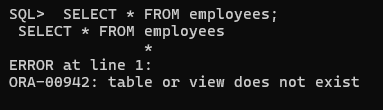 SQL>  SELECT * FROM employees;
 SELECT * FROM employees
               *
ERROR at line 1:
ORA-00942: table or view does not exist